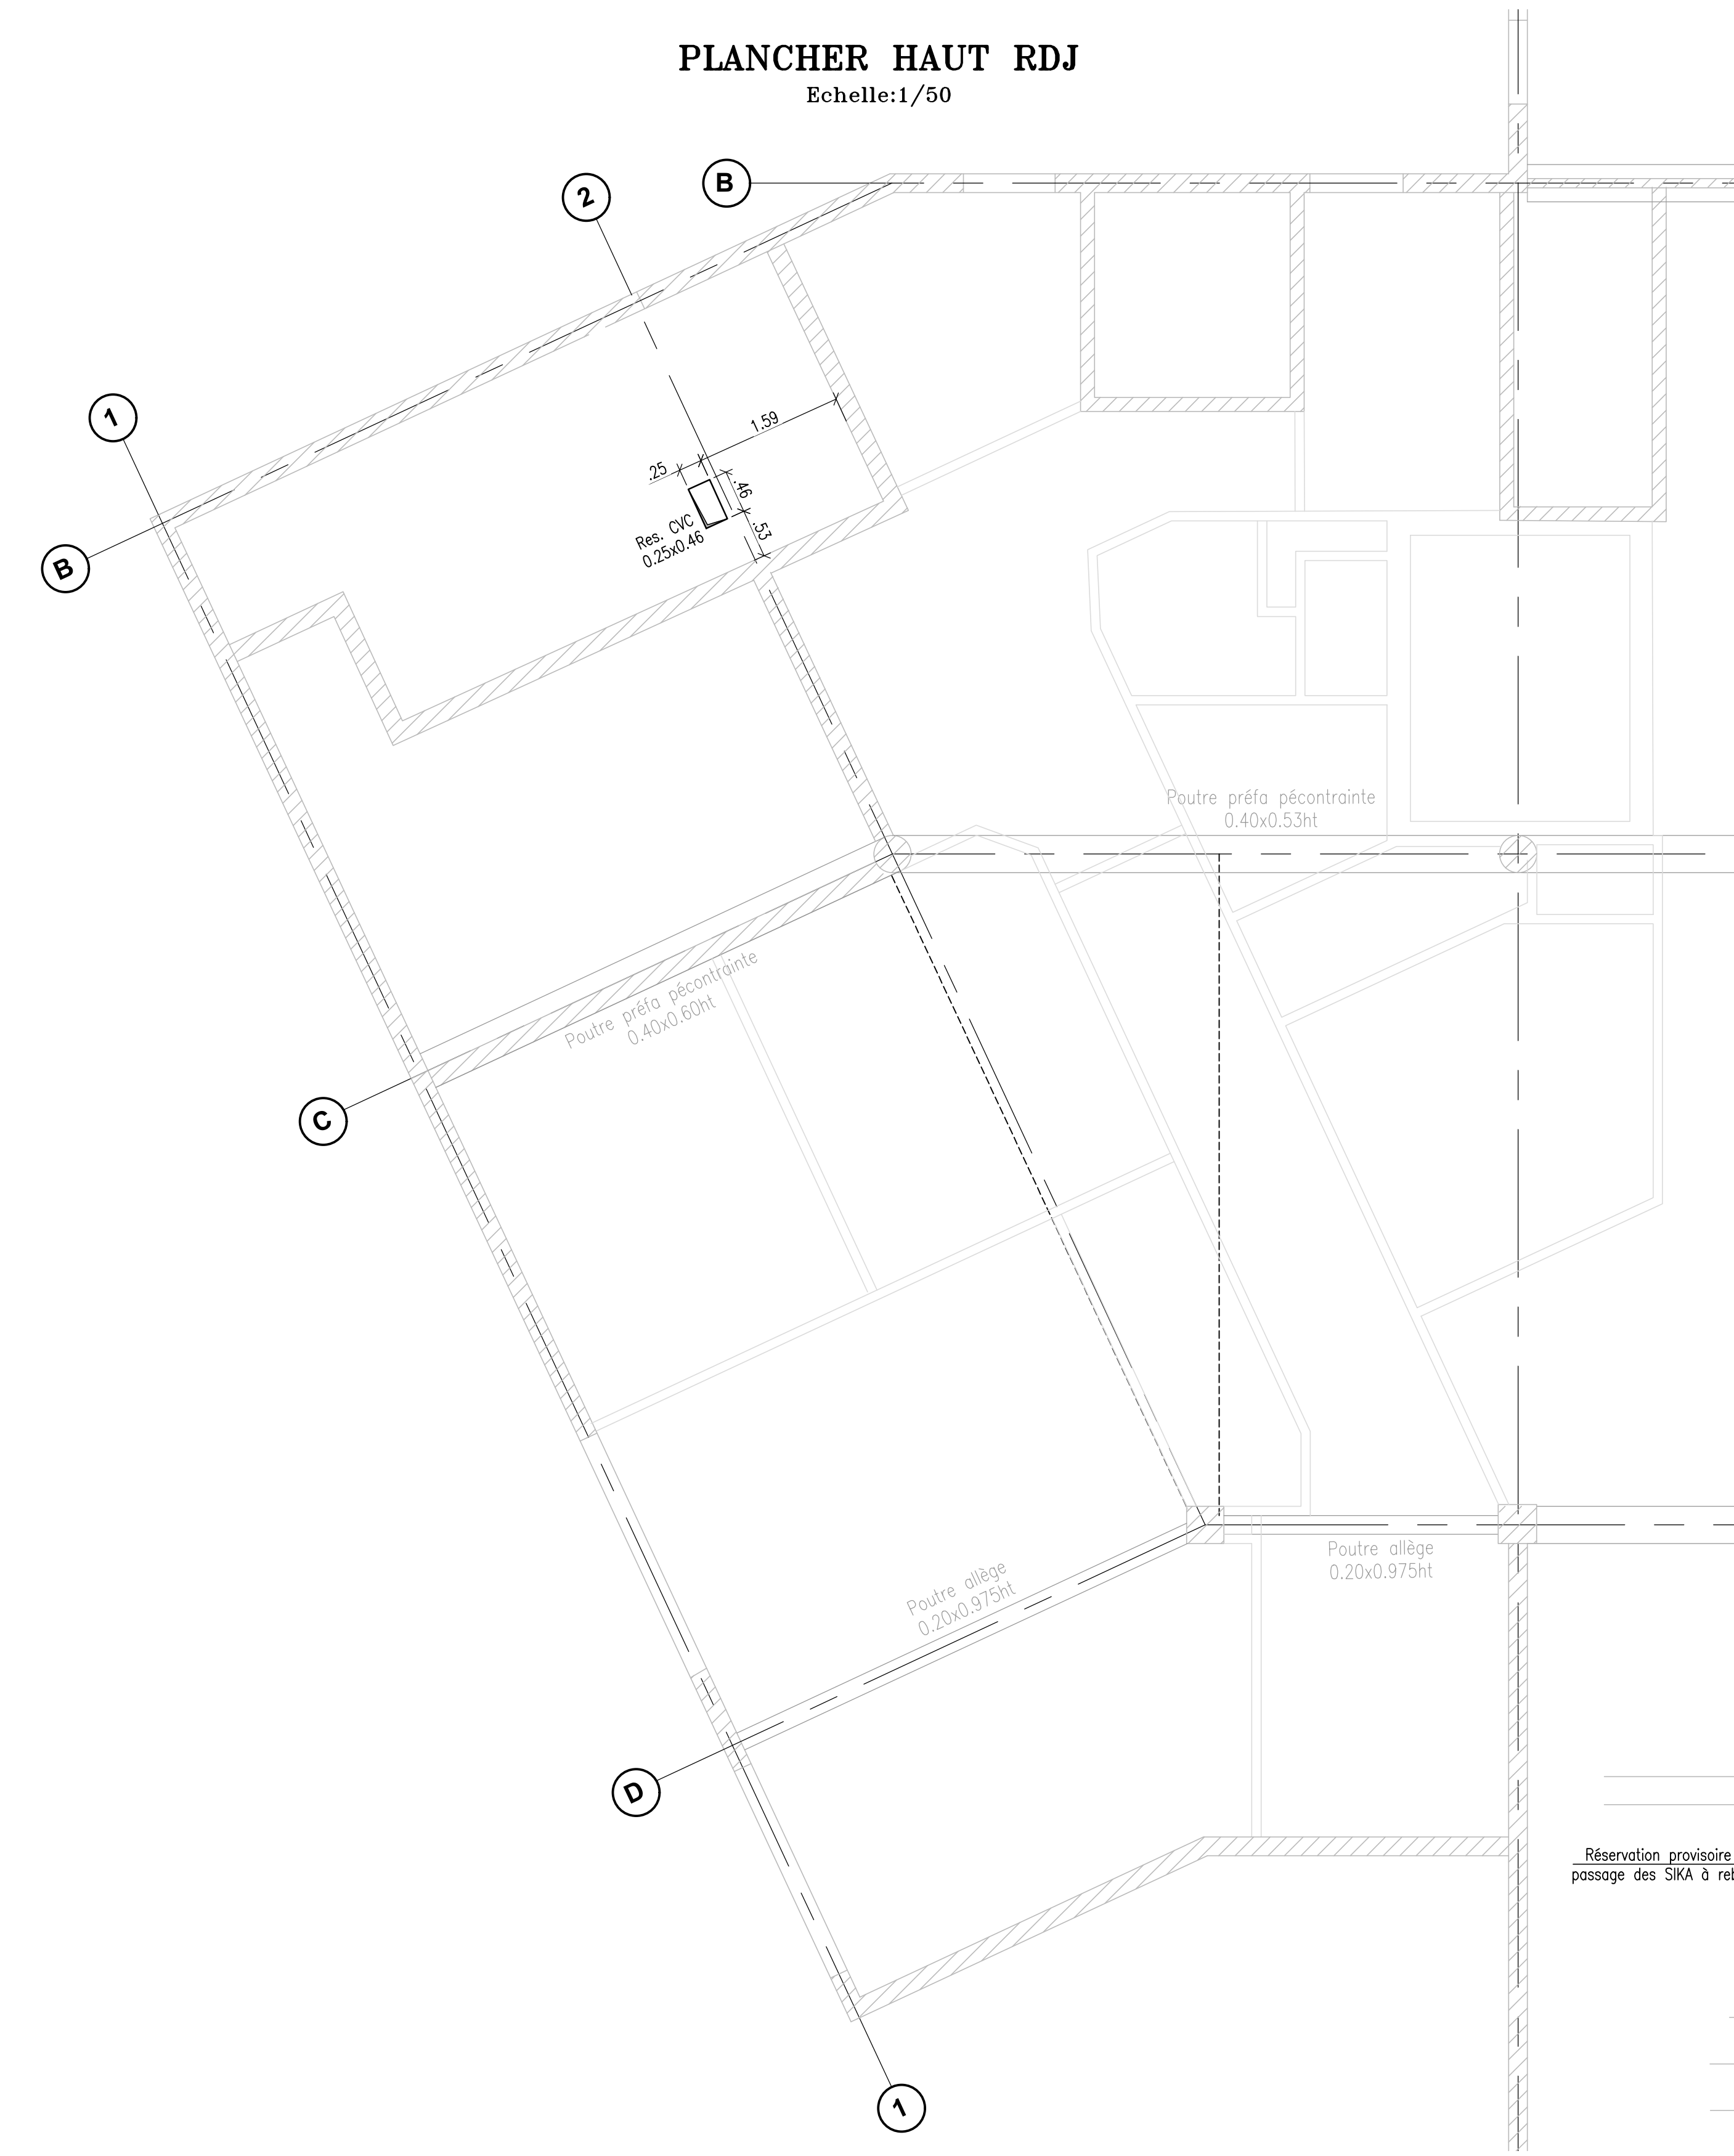 PLANCHER HAUT RDJ
Echelle:1/50
B
2
1
B
1.59
.25
.46
.53
Res. CVC
0.25x0.46
Poutre préfa pécontrainte
0.40x0.53ht
Poutre préfa pécontrainte
0.40x0.60ht
C
Poutre allège
0.20x0.975ht
Poutre allège
0.20x0.975ht
D
Réservation provisoire
passage des SIKA à reb
1